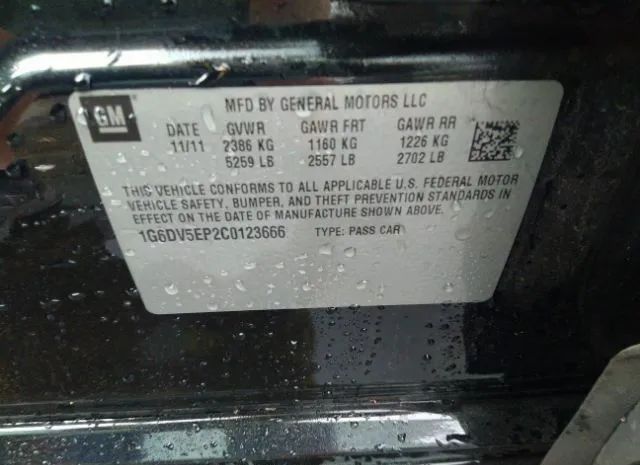 GM
MFD BY GENERAL MOTORS LLC
DATE GVWR GAWR FRT GAWR RR
11/11 2386 KG 1160 KG 1226 KG
5259 LB 2557 LB 2702 LB
THIS VEHICLE CONFORMS TO ALL APPLICABLE U.S. FEDERAL MOTOR
VEHICLE SAFETY, BUMPER, AND THEFT PREVENTION STANDARDS IN
EFFECT ON THE DATE OF MANUFACTURE SHOWN ABOVE.
1G6DV5EP2C0123666 TYPE: PASS CAR